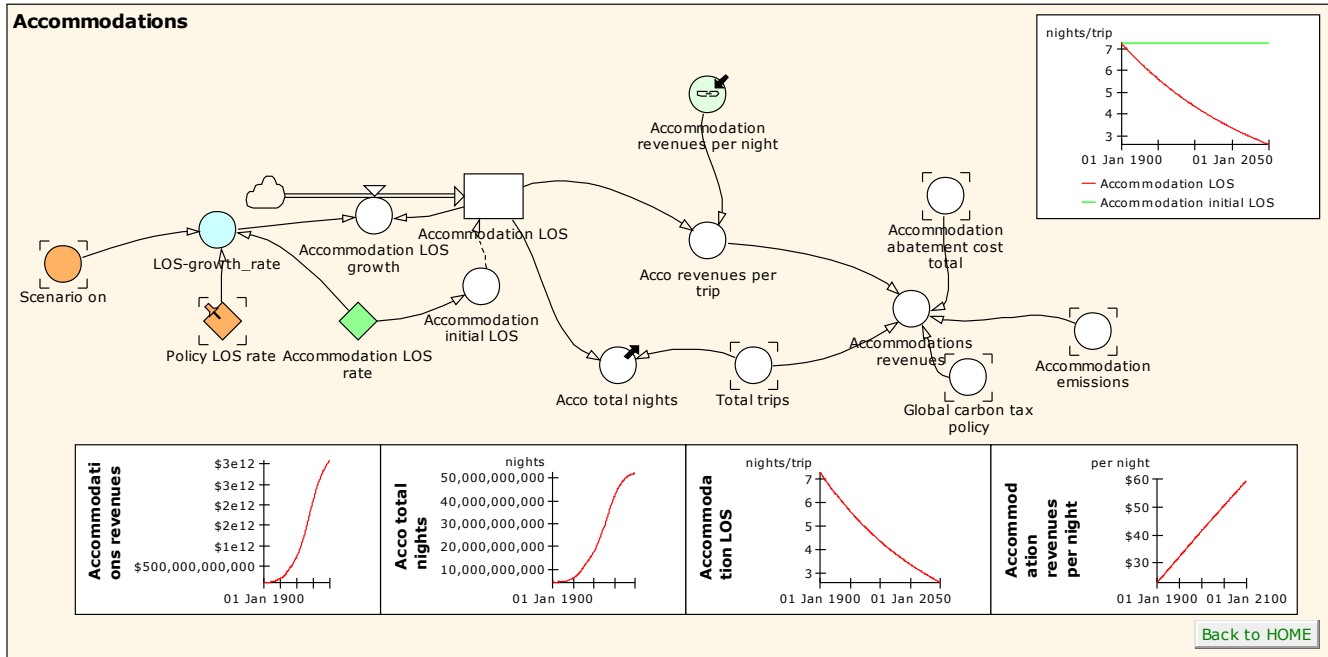 Accommodations
nights/trip
7
6
5
4
3
01 Jan 1900
01 Jan 2050
Accommodation LOS
Accommodation initial LOS
Accommodation
revenues per night
Accommodation LOS
Accommodation LOS
growth
LOS-growth_rate
Scenario on
Policy LOS rate
Accommodation LOS
rate
Accommodation
initial LOS
Acco revenues per
trip
Accommodation
abatement cost
total
Accommodations
revenues
Accommodation
emissions
Acco total nights
Total trips
Global carbon tax
policy
Accommodati
ons revenues
$3e12
$3e12
$2e12
$2e12
$1e12
$500,000,000,000
01 Jan 1900
Acco total
nights
nights
50,000,000,000
40,000,000,000
30,000,000,000
20,000,000,000
10,000,000,000
01 Jan 1900
Accommoda
tion LOS
nights/trip
7
6
5
4
3
01 Jan 1900
01 Jan 2050
Accommod
ation
revenues
per night
per night
$60
$50
$40
$30
01 Jan 1900
01 Jan 2100
Back to HOME